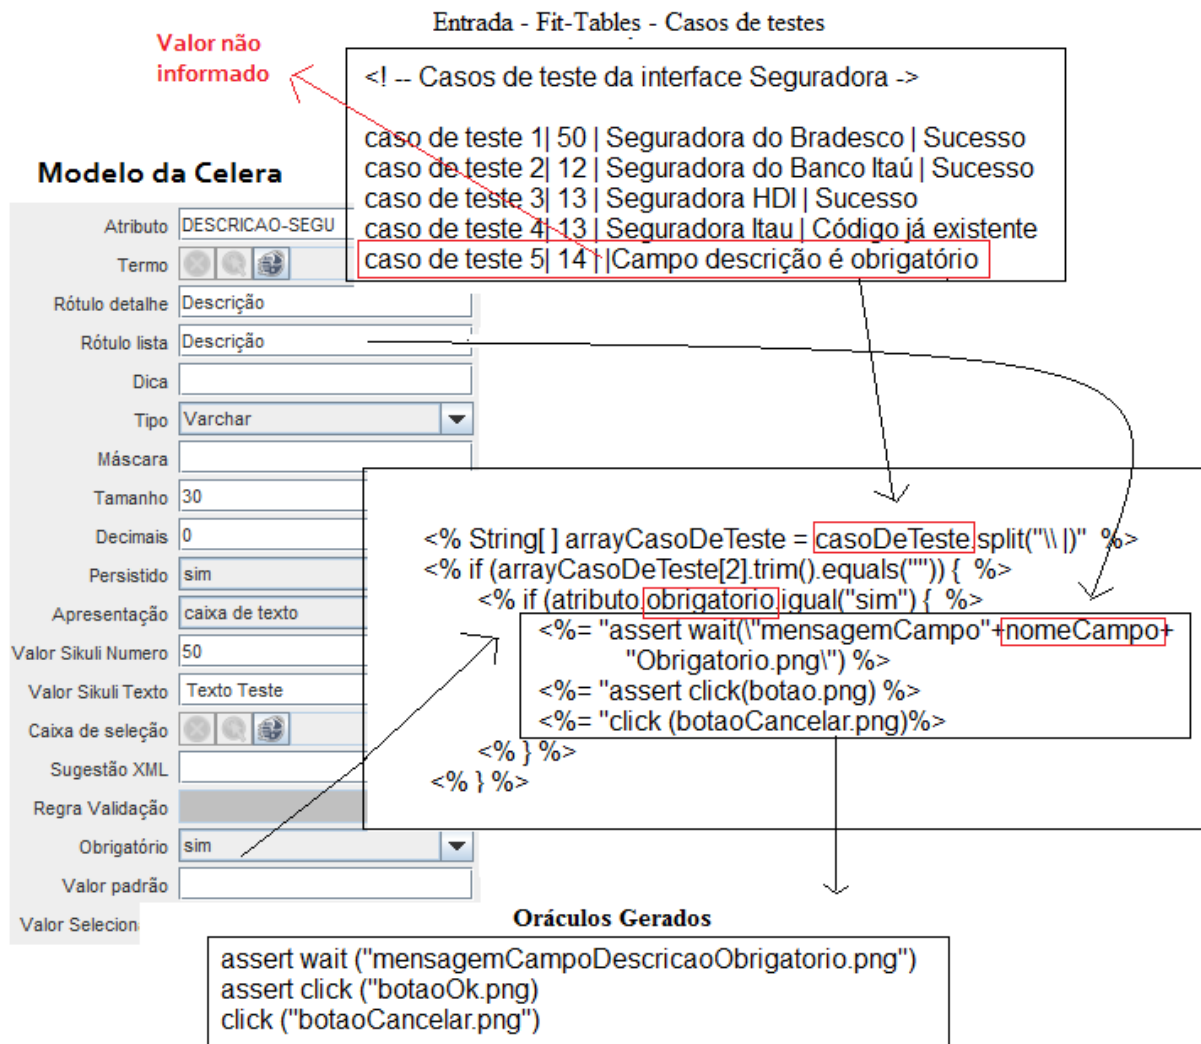 Entrada - Fit-Tables - Casos de testes
Valor não
informado
<! -- Casos de teste da interface Seguradora ->
caso de teste 1| 50 | Seguradora do Bradesco | Sucesso
caso de teste 2| 12 | Seguradora do Banco Itaú | Sucesso
caso de teste 3| 13 | Seguradora HDI | Sucesso
caso de teste 4| 13 | Seguradora Itau | Código já existente
caso de teste 5| 14 | |Campo descrição é obrigatório
Modelo da Celera
Atributo DESCRICAO-SEGU
Termo
Rótulo detalhe Descrição
Rótulo lista Descrição
Dica
Tipo Varchar
Máscara
Tamanho 30
Decimais 0
Persistido sim
Apresentação caixa de texto
Valor Sikuli Numero 50
Valor Sikuli Texto Texto Teste
Caixa de seleção
Sugestão XML
Regra Validação
Obrigatório sim
Valor padrão
Valor Selecion
<% String[ ] arrayCasoDeTeste = casoDeTeste.split("\\ |)" %>
<% if (arrayCasoDeTeste[2].trim().equals("")) { %>
<% if (atributo.obrigatorio.igual("sim") { %>
<%= "assert wait(\"mensagemCampo"+nomeCampo+
"Obrigatorio.png\") %>
<%= "assert click(botao.png) %>
<%= "click (botaoCancelar.png)%>
<% } %>
<% } %>
Oráculos Gerados
assert wait ("mensagemCampoDescricaoObrigatorio.png")
assert click ("botaoOk.png)
click ("botaoCancelar.png")